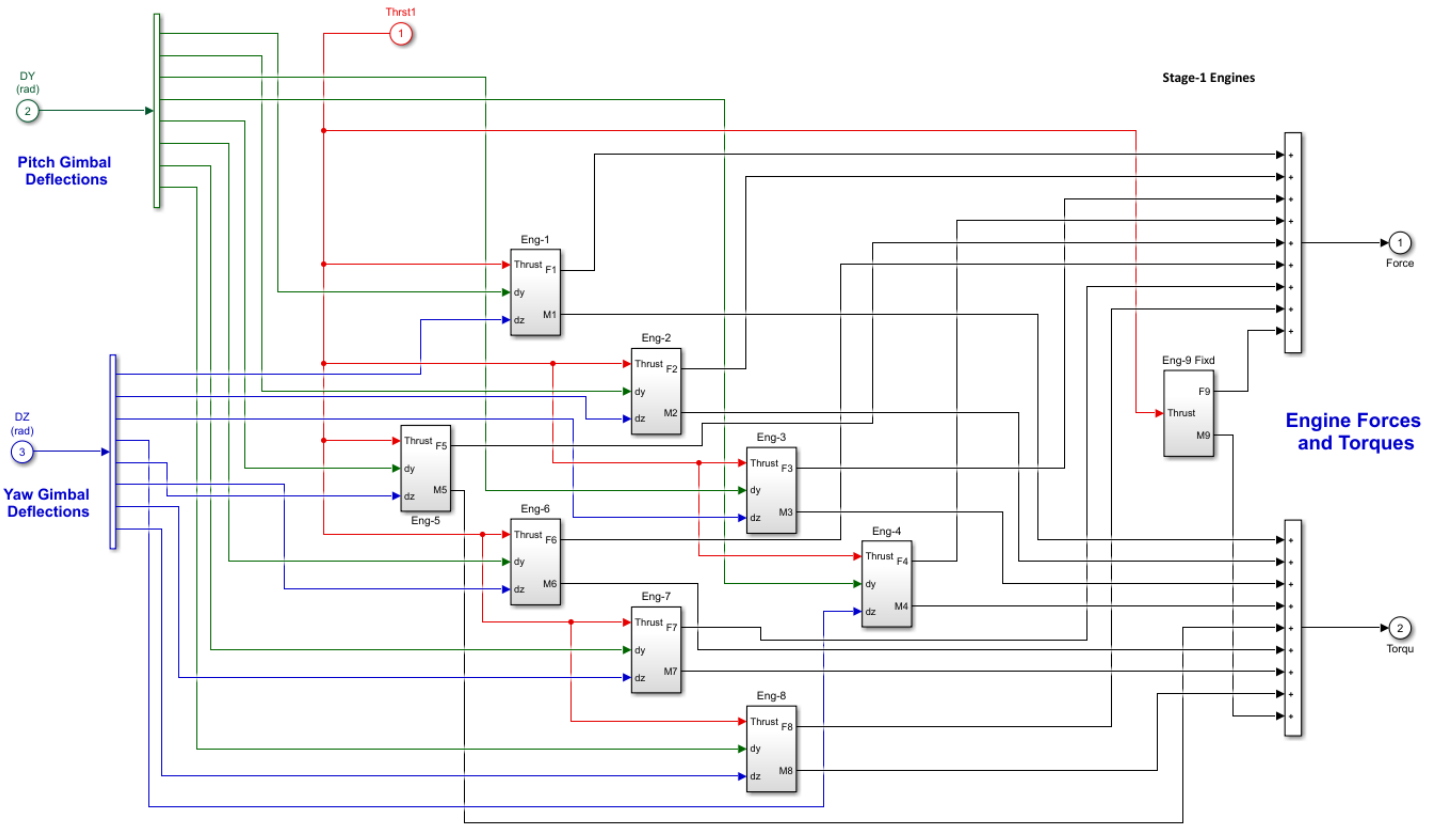 Thrst1
1
DY
(rad)
2
Pitch Gimbal
Deflections
Stage-1 Engines
+
+
+
+
+
+
+
+
+
1
Force
Eng-1
Thrust
F1
dy
M1
dz
Eng-2
Thrust
F2
dy
M2
dz
Eng-9 Fixd
F9
Thrust
M9
Engine Forces
and Torques
DZ
(rad)
3
Yaw Gimbal
Deflections
Thrust
F5
dy
M5
dz
Eng-5
Eng-3
Thrust
F3
dy
M3
dz
Eng-6
Thrust
F6
dy
M6
dz
Eng-4
Thrust
F4
dy
M4
dz
Eng-7
Thrust
F7
dy
M7
dz
Eng-8
Thrust
F8
dy
M8
dz
+
+
+
+
+
+
+
+
+
2
Torqu